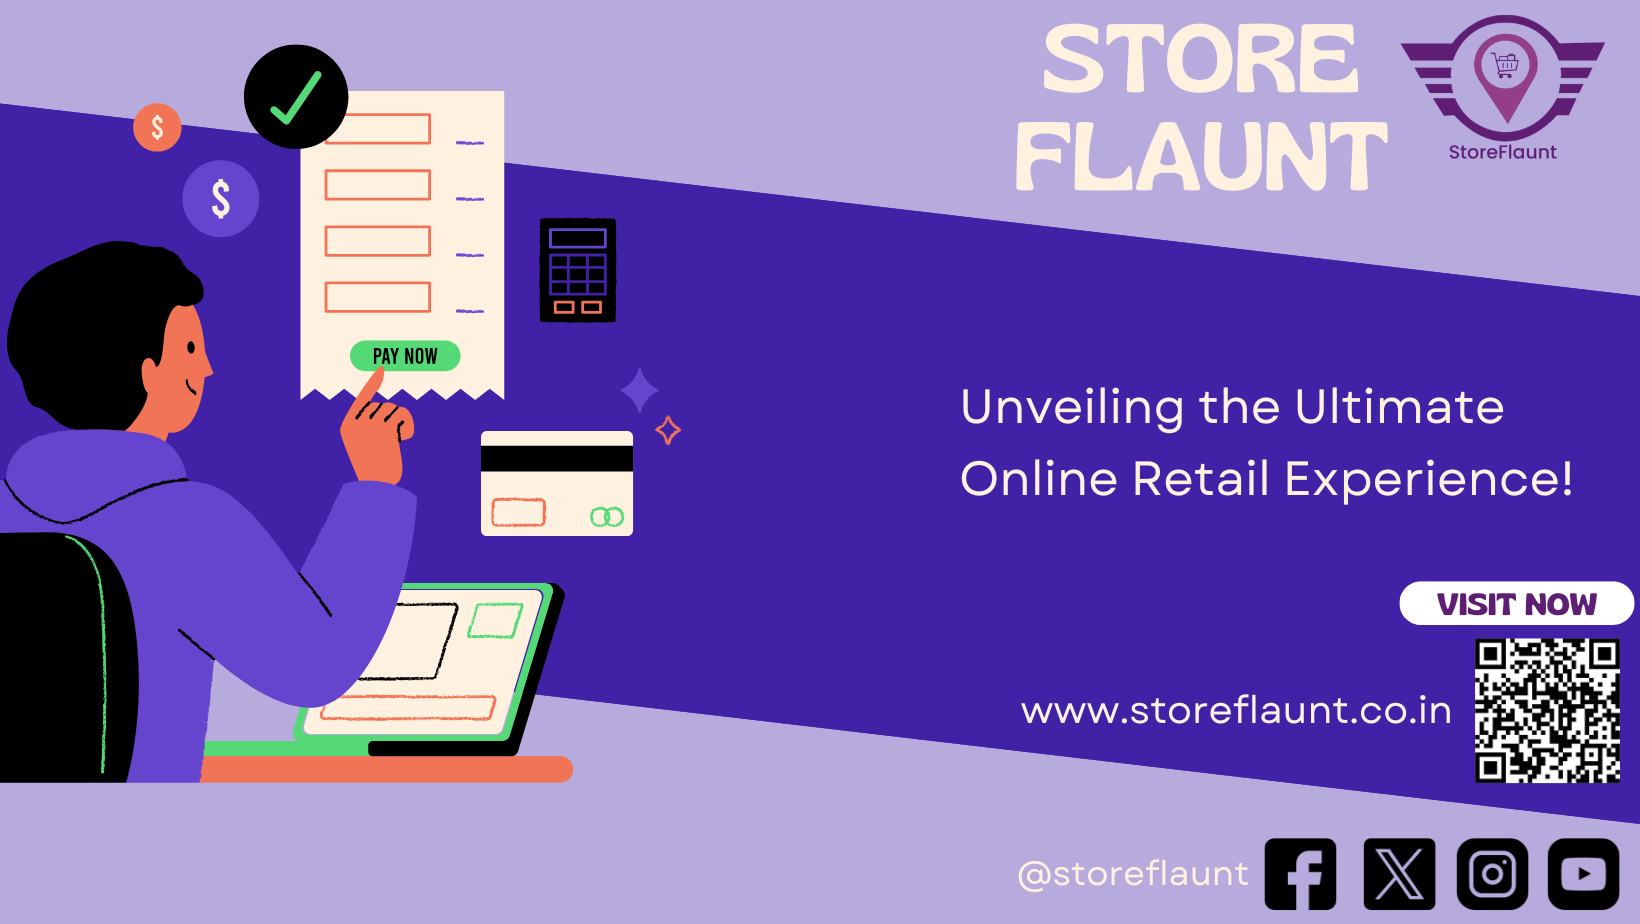 STORE
FLAUNT
StoreFlaunt
$
$
PAY NOW
Unveiling the Ultimate
Online Retail Experience!
VISIT NOW
www.storeflaunt.co.in
@storeflaunt